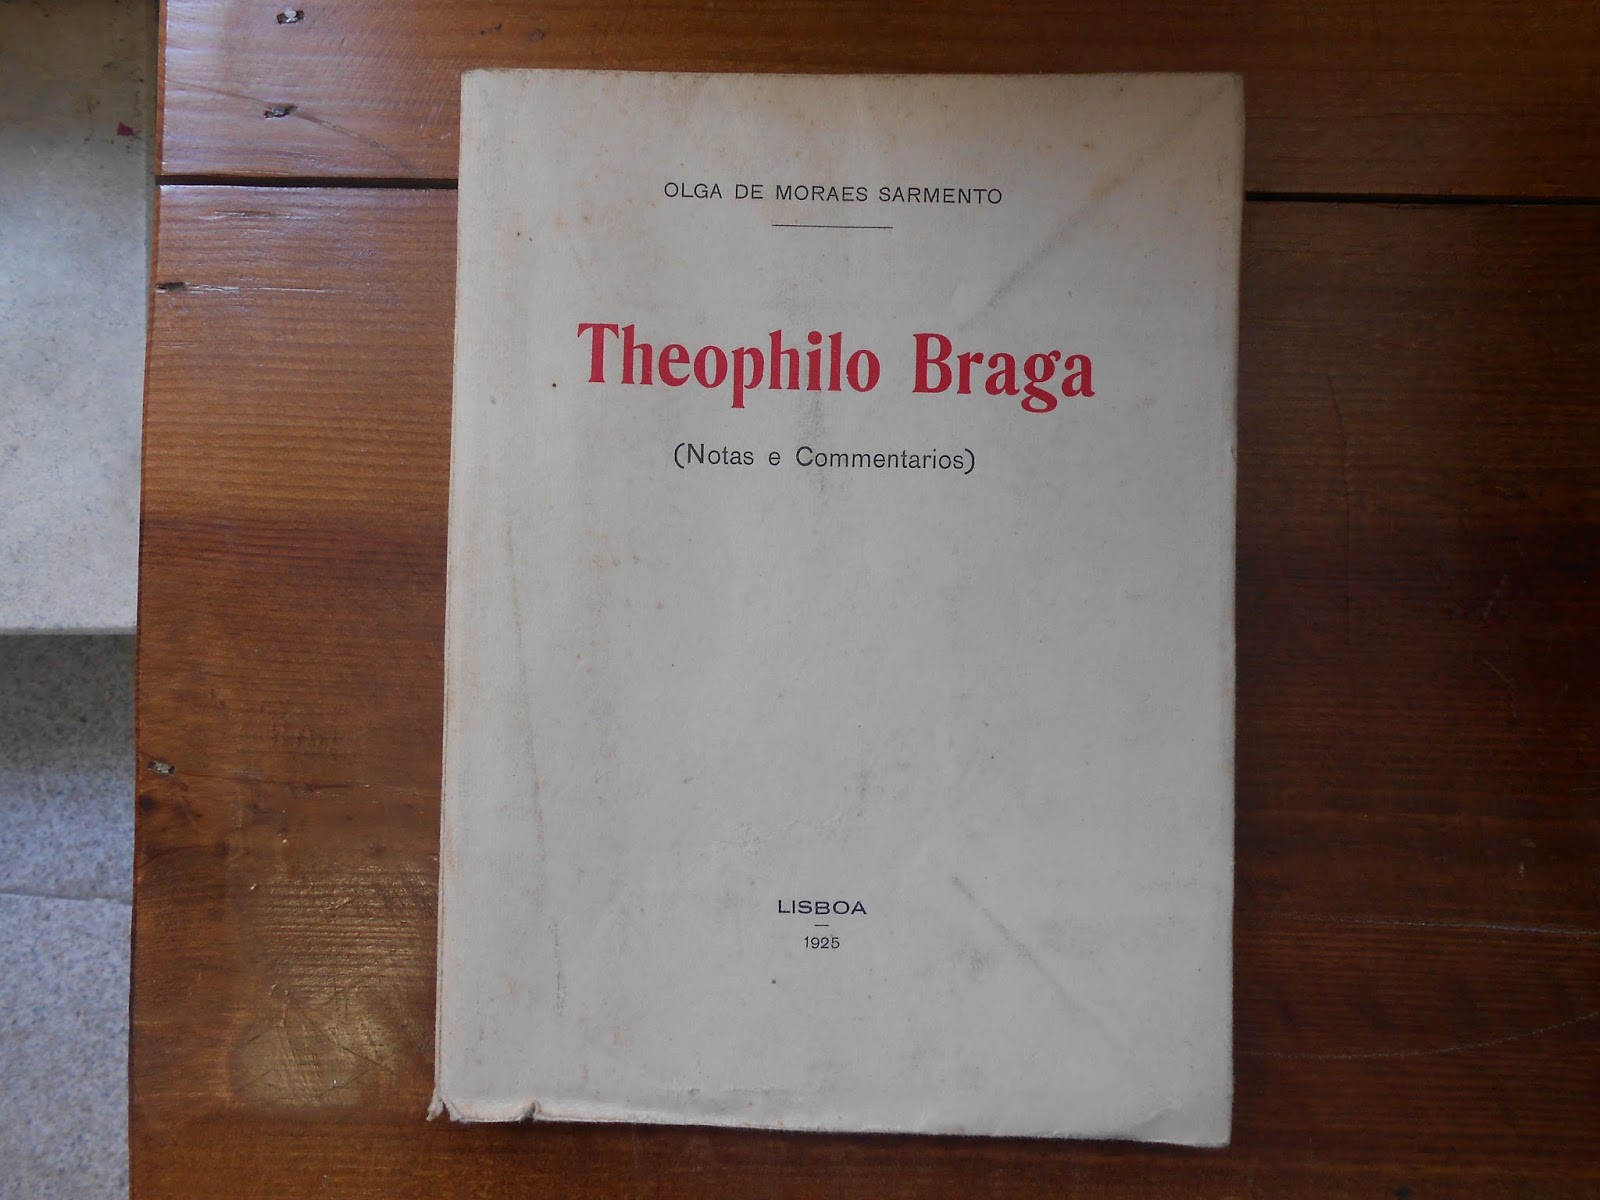 OLGA DE MORAES SARMENTO
Theophilo Braga
(Notas e Commentarios)
LISBOA
1925